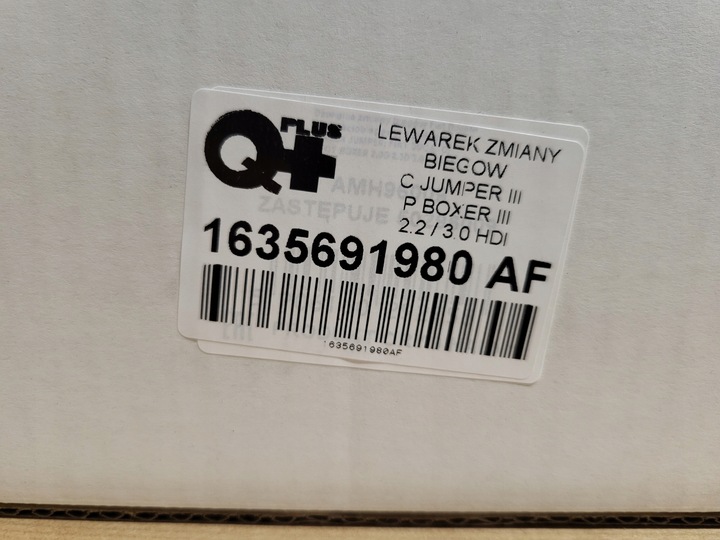 Q+ PLUS
LEWAREK ZMIANY
BIEGOW
C JUMPER III
P BOXER III
2.2 / 3.0 HDI
ZASTĘPUJE
1635691980 AF
1635691980AF